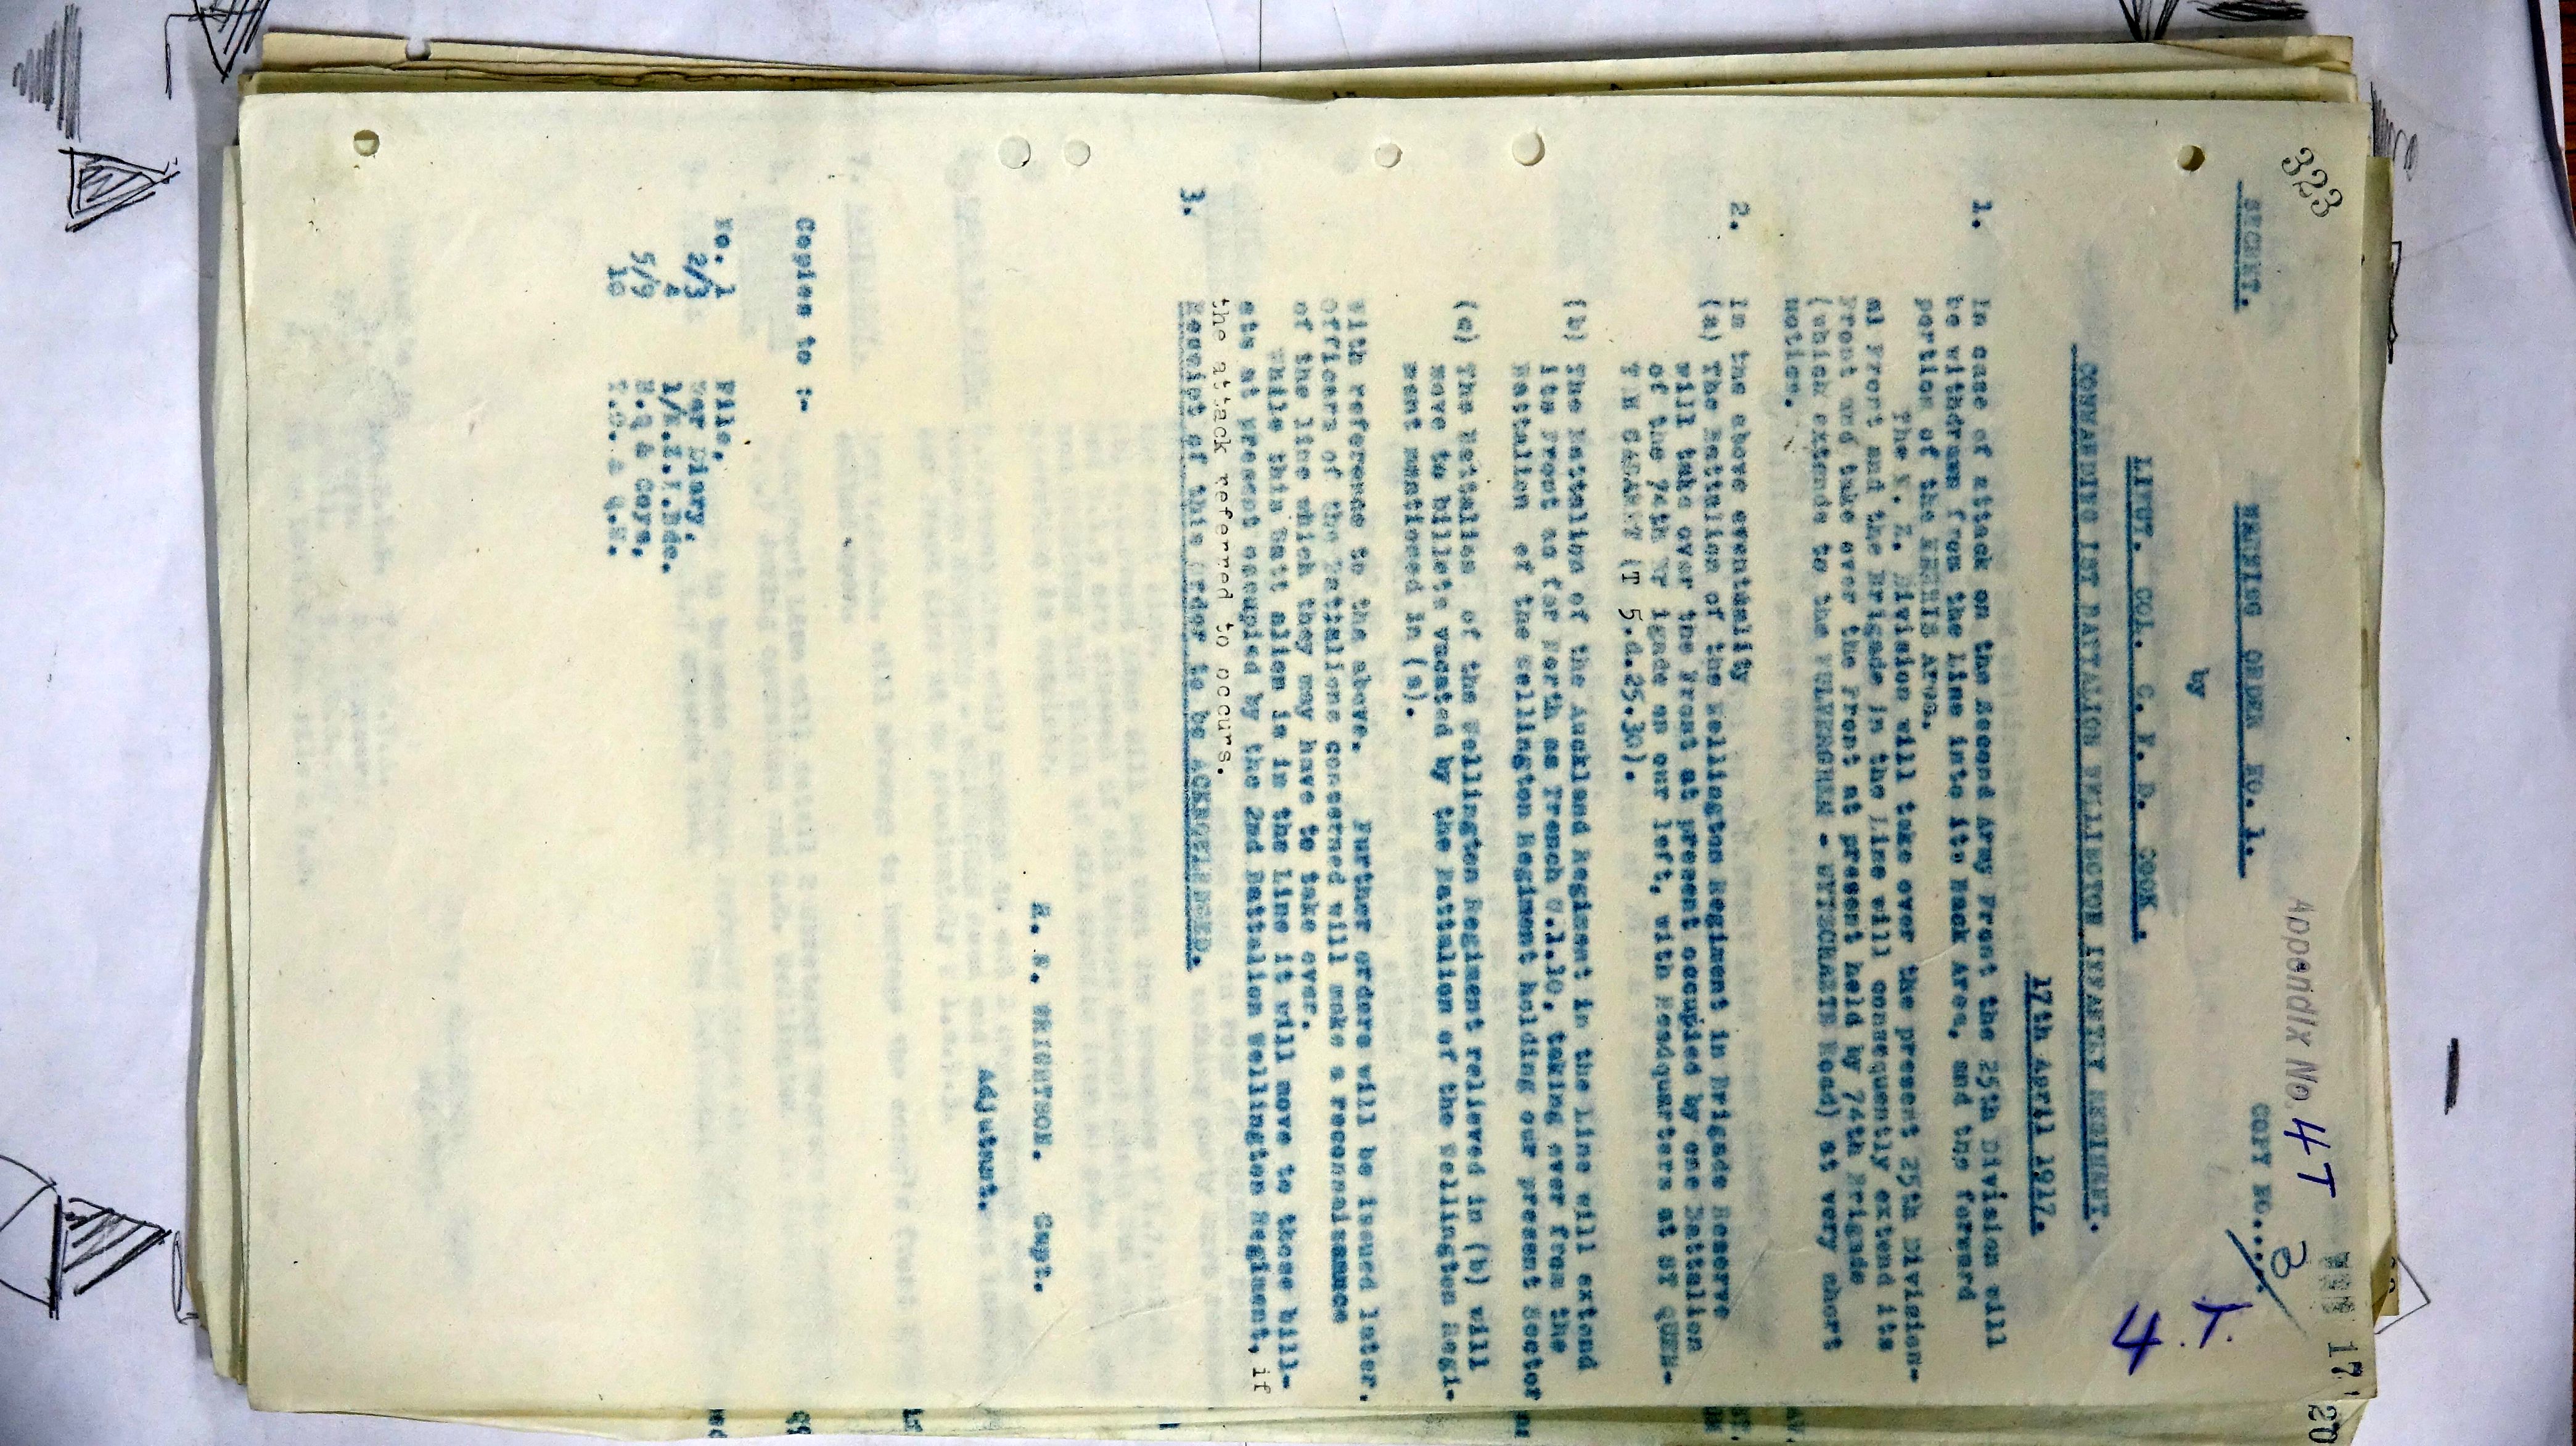 323
Appendix No. 4T
17
20
SECRET.
WARNING ORDER NO. 1.
COPY NO..... 3
by
4.T.
LIEUT. COL. C. F. D. COOK.
COMMANDING 1ST BATTALION WELLINGTON INFANTRY REGIMENT.
17th April 1917.
1. In case of attack on the Second Army Front the 25th Division will
be withdrawn from the Line into its Back Area, and the forward
portion of the Area.
The N. Z. Division will take over the present 25th Division-
al Front and the Brigade in the Line will consequently extend its
Front and take over the Front at present held by 74th Brigade
(which extends to the WULVERGHEM - WYTSCHAETE Road) at very short
notice.
2. In the above eventuality
(a) The Battalion of the Wellington Regiment in Brigade Reserve
will take over the Front at present occupied by one Battalion
of the 74th Brigade on our left, with Headquarters at ST QUEN-
TIN CABARET (T 5.d.25.30).
(b) The Battalion of the Auckland Regiment in the Line will extend
its Front as far North as Trench U.1.10, taking over from the
Battalion of the Wellington Regiment holding our present Sector
(c) The Battalion of the Wellington Regiment relieved in (b) will
move to billets vacated by the Battalion of the Wellington Regi-
ment mentioned in (a).
3. With reference to the above. Further orders will be issued later.
Officers of the Battalions concerned will make a reconnaissance
of the line which they may have to take over.
While this Batt alion is in the Line it will move to those bill-
ets at present occupied by the 2nd Battalion Wellington Regiment, if
the attack referred to occurs.
Receipt of this order to be ACKNOWLEDGED.
WRIGHTSON. Capt.
Adjutant.
Copies to :-
No. 1 File,
2/3 War Diary.
4 1/N.Z.I.Bde.
5/9 H.Q & Coys.
10 T.O. & Q.M.